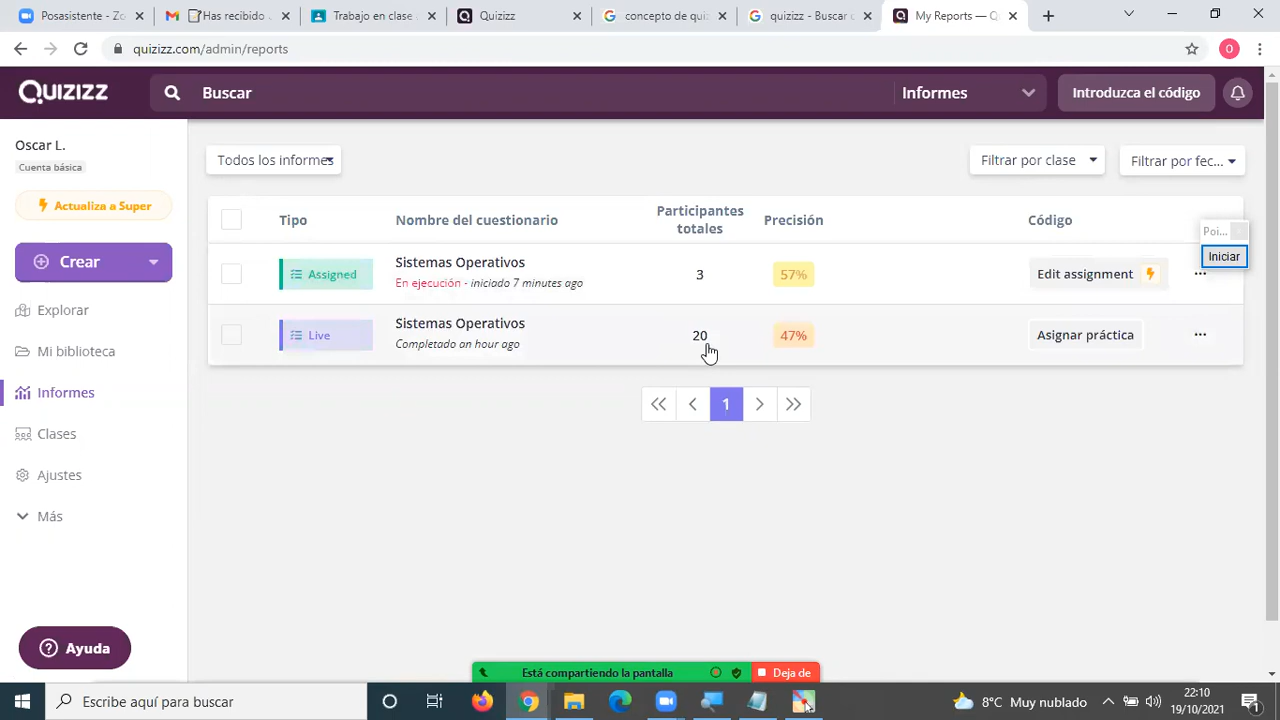 Posasistente - Zo
Has recibido
Trabajo en clase
Quizizz
concepto de quiz
quizizz - Buscar c
My Reports — Q
quizizz.com/admin/reports
O
QUIZIZZ
Buscar
Informes
Introduzca el código
Oscar L.
Cuenta básica
Actualiza a Super
Crear
Explorar
Mi biblioteca
Informes
Clases
Ajustes
Más
Ayuda
Todos los informes
Filtrar por clase
Filtrar por fec...
Tipo
Nombre del cuestionario
Participantes totales
Precisión
Código
Poi...
Iniciar
Assigned
Sistemas Operativos
En ejecución - iniciado 7 minutes ago
3
57%
Edit assignment
Live
Sistemas Operativos
Completado an hour ago
20
47%
Asignar práctica
1
Está compartiendo la pantalla
Deja de
Escribe aquí para buscar
8°C Muy nublado
22:10
19/10/2021
1